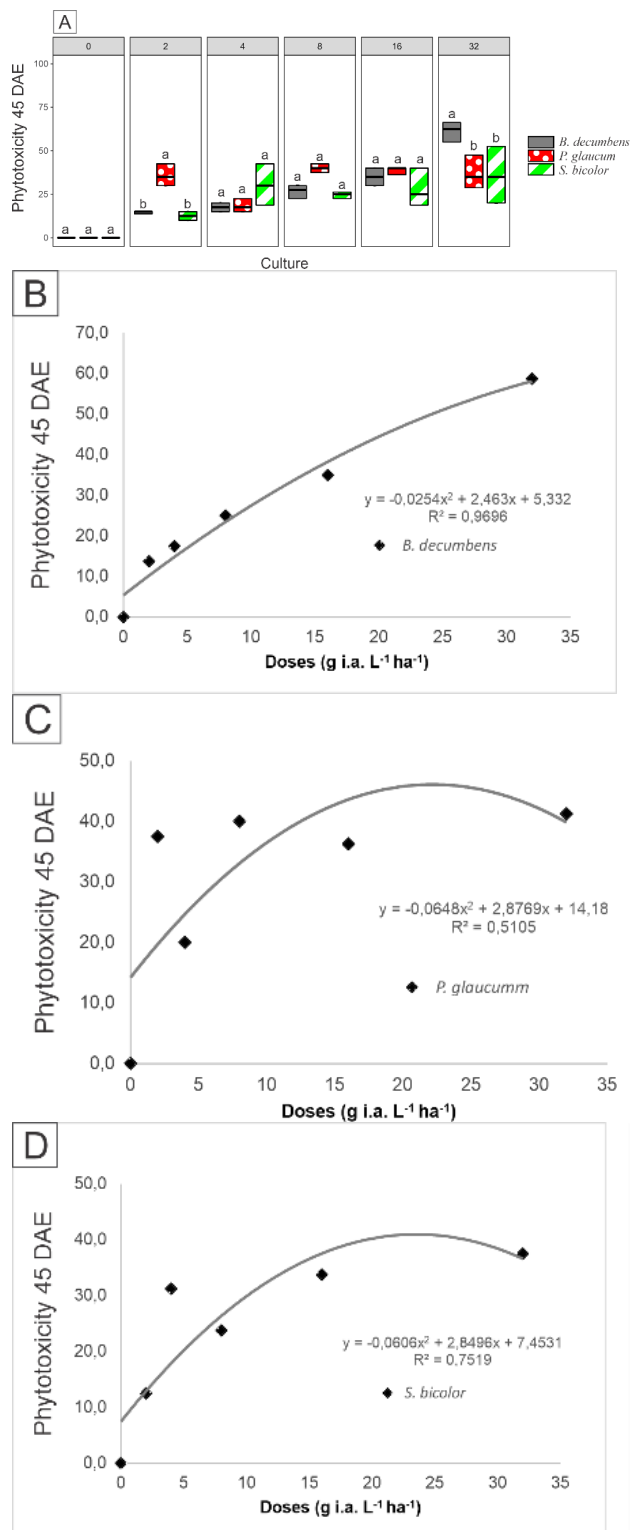 A
0 2 4 8 16 32
Phytotoxicity 45 DAE
100
75
50
25
0
a a a
b a b
a a a
a a a
a a a
a b b
B. decumbens
P. glaucum
S. bicolor
Culture
B
Phytotoxicity 45 DAE
70,0
60,0
50,0
40,0
30,0
20,0
10,0
0,0
y = -0,0254x² + 2,463x + 5,332
R² = 0,9696
B. decumbens
0 5 10 15 20 25 30 35
Doses (g i.a. L⁻¹ ha⁻¹)
C
Phytotoxicity 45 DAE
50,0
40,0
30,0
20,0
10,0
0,0
y = -0,0648x² + 2,8769x + 14,18
R² = 0,5105
P. glaucumm
0 5 10 15 20 25 30 35
Doses (g i.a. L⁻¹ ha⁻¹)
D
Phytotoxicity 45 DAE
50,0
40,0
30,0
20,0
10,0
0,0
y = -0,0606x² + 2,8496x + 7,4531
R² = 0,7519
S. bicolor
0 5 10 15 20 25 30 35
Doses (g i.a. L⁻¹ ha⁻¹)